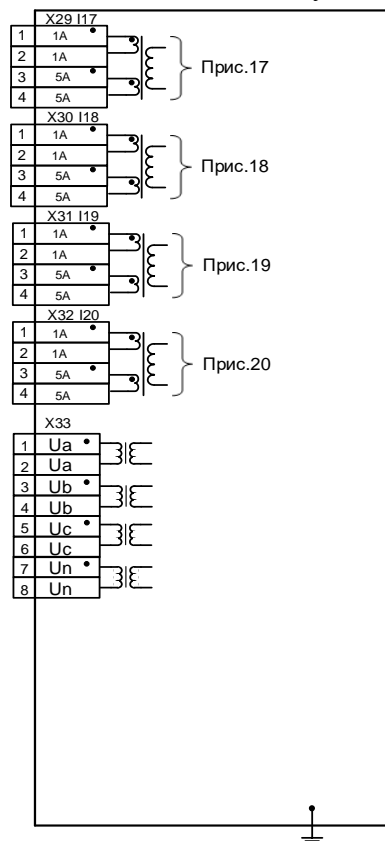 X29 I17
1 1A
2 1A
3 5A
4 5A
Прис.17
X30 I18
1 1A
2 1A
3 5A
4 5A
Прис.18
X31 I19
1 1A
2 1A
3 5A
4 5A
Прис.19
X32 I20
1 1A
2 1A
3 5A
4 5A
Прис.20
X33
1 Ua
2 Ua
3 Ub
4 Ub
5 Uc
6 Uc
7 Un
8 Un